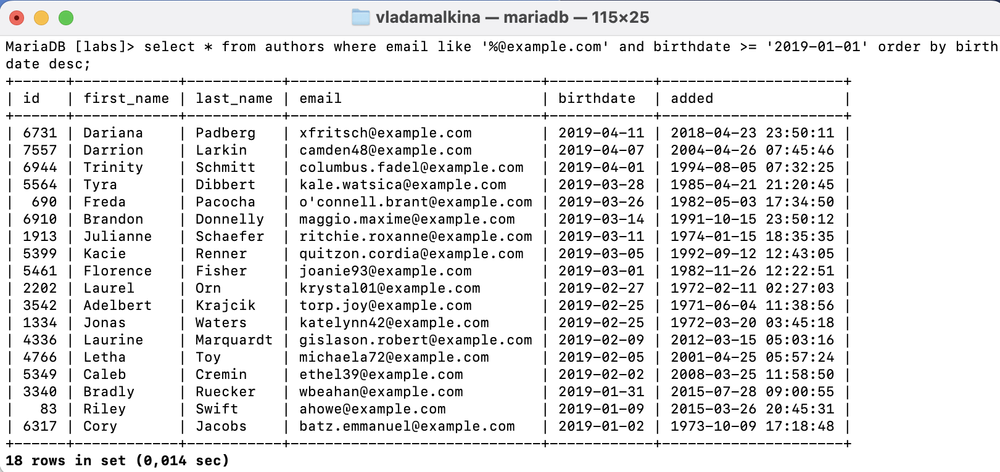 vladamalkina — mariadb — 115×25
MariaDB [labs]> select * from authors where email like '%@example.com' and birthdate >= '2019-01-01' order by birth
date desc;
+------+------------+-----------+-----------------------------+------------+---------------------+
| id   | first_name | last_name | email                       | birthdate  | added               |
+------+------------+-----------+-----------------------------+------------+---------------------+
| 6731 | Dariana    | Padberg   | xfritsch@example.com        | 2019-04-11 | 2018-04-23 23:50:11 |
| 7557 | Darrion    | Larkin    | camden48@example.com        | 2019-04-07 | 2004-04-26 07:45:46 |
| 6944 | Trinity    | Schmitt   | columbus.fadel@example.com  | 2019-04-01 | 1994-08-05 07:32:25 |
| 5564 | Tyra       | Dibbert   | kale.watsica@example.com    | 2019-03-28 | 1985-04-21 21:20:45 |
|  690 | Freda      | Pacocha   | o'connell.brant@example.com | 2019-03-26 | 1982-05-03 17:34:50 |
| 6910 | Brandon    | Donnelly  | maggio.maxime@example.com   | 2019-03-14 | 1991-10-15 23:50:12 |
| 1913 | Julianne   | Schaefer  | ritchie.roxanne@example.com | 2019-03-11 | 1974-01-15 18:35:35 |
| 5399 | Kacie      | Renner    | quitzon.cordia@example.com  | 2019-03-05 | 1992-09-12 12:43:05 |
| 5461 | Florence   | Fisher    | joanie93@example.com        | 2019-03-01 | 1982-11-26 12:22:51 |
| 2202 | Laurel     | Orn       | krystal01@example.com       | 2019-02-27 | 1972-02-11 02:27:03 |
| 3542 | Adelbert   | Krajcik   | torp.joy@example.com        | 2019-02-25 | 1971-06-04 11:38:56 |
| 1334 | Jonas      | Waters    | katelynn42@example.com      | 2019-02-25 | 1972-03-20 03:45:18 |
| 4336 | Laurine    | Marquardt | gislason.robert@example.com | 2019-02-09 | 2012-03-15 05:03:16 |
| 4766 | Letha      | Toy       | michaela72@example.com      | 2019-02-05 | 2001-04-25 05:57:24 |
| 5349 | Caleb      | Cremin    | ethel39@example.com         | 2019-02-02 | 2008-03-25 11:58:50 |
| 3340 | Bradly     | Ruecker   | wbeahan@example.com         | 2019-01-31 | 2015-07-28 09:00:55 |
|   83 | Riley      | Swift     | ahowe@example.com           | 2019-01-09 | 2015-03-26 20:45:31 |
| 6317 | Cory       | Jacobs    | batz.emmanuel@example.com   | 2019-01-02 | 1973-10-09 17:18:48 |
+------+------------+-----------+-----------------------------+------------+---------------------+
18 rows in set (0,014 sec)